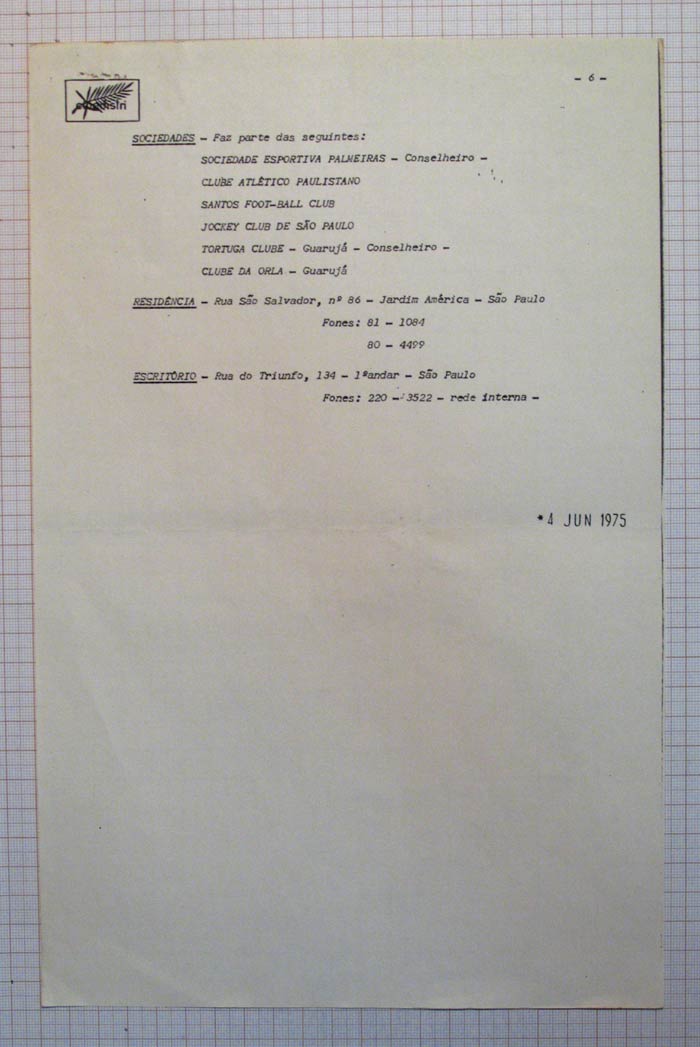 - 6 -
SOCIEDADES - Faz parte das seguintes:
SOCIEDADE ESPORTIVA PALMEIRAS - Conselheiro -
CLUBE ATLÉTICO PAULISTANO
SANTOS FOOT-BALL CLUB
JOCKEY CLUB DE SÃO PAULO
TORTUGA CLUBE - Guarujá - Conselheiro -
CLUBE DA ORLA - Guarujá
RESIDÊNCIA - Rua São Salvador, nº 86 - Jardim América - São Paulo
Fones: 81 - 1084
80 - 4499
ESCRITÓRIO - Rua do Triunfo, 134 - 1ºandar - São Paulo
Fones: 220 - 3522 - rede interna -
*4 JUN 1975